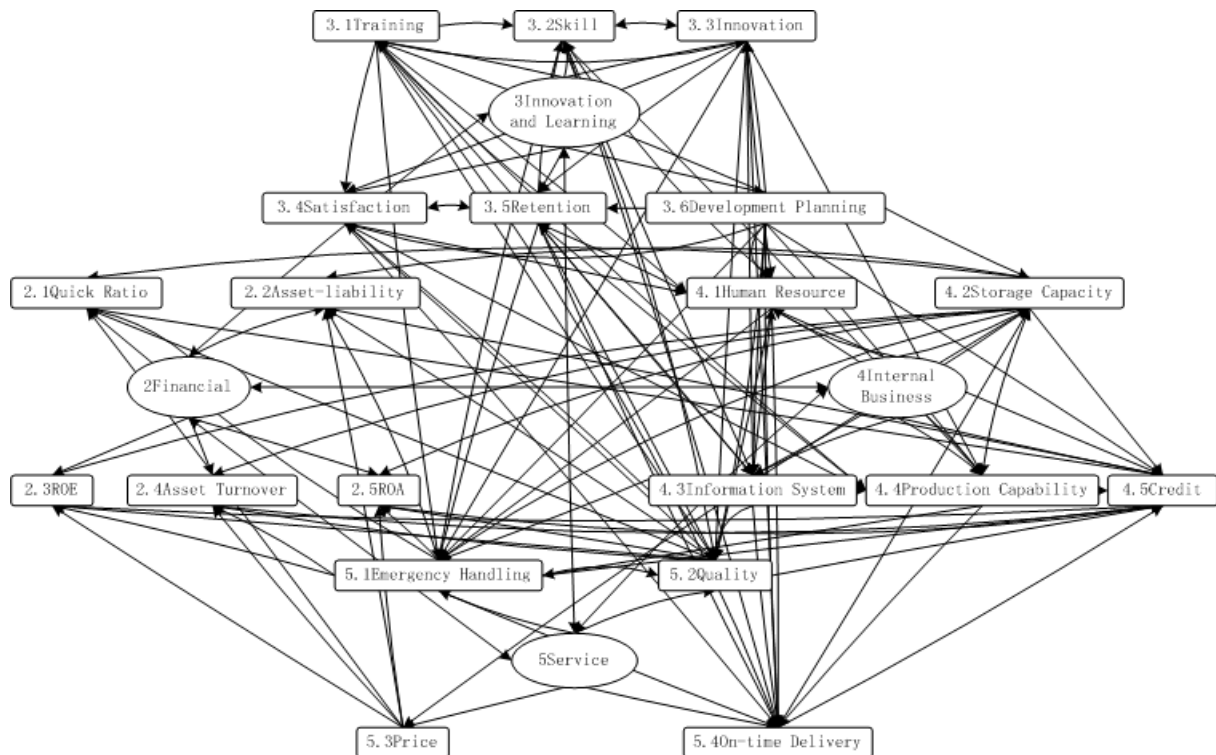 3.1Training
3.2Skill
3.3Innovation
3Innovation
and Learning
3.4Satisfaction
3.5Retention
3.6Development Planning
2.1Quick Ratio
2.2Asset-liability
4.1Human Resource
4.2Storage Capacity
2Financial
4Internal
Business
2.3ROE
2.4Asset Turnover
2.5ROA
4.3Information System
4.4Production Capability
4.5Credit
5.1Emergency Handling
5.2Quality
5Service
5.3Price
5.4On-time Delivery